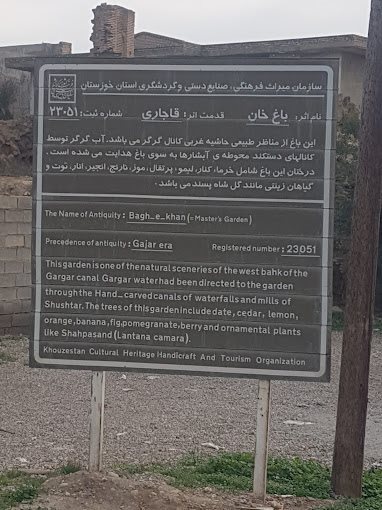 سازمان میراث فرهنگی، صنایع دستی و گردشگری استان خوزستان
نام اثر: باغ خان قدمت اثر: قاجاری شماره ثبت: ۲۳۰۵۱
این باغ از مناظر طبیعی حاشیه غربی کانال گرگر می باشد. آب گرگر توسط
کانالهای دستکند محوطه ی آبشارها به سوی باغ هدایت می شده است.
درختان این باغ شامل خرما، کنار، لیمو، پرتقال، موز، نارنج، انجیر، انار، توت و
گیاهان زینتی مانند گل شاه پسند می باشد.
The Name of Antiquity : Bagh_e_khan (=Master's Garden)
Precedence of antiquity : Gajar era Registored number : 23051
This garden is one of the natural sceneries of the west bahk of the
Gargar canal Gargar water had been directed to the garden
through the Hand_carved canals of waterfalls and mills of
Shushtar. The trees of this garden include date, cedar, lemon,
orange, banana, fig, pomegranate, berry and ornamental plants
like Shahpasand (Lantana camara).
Khouzestan Cultural Heritage Handicraft And Tourism Organization